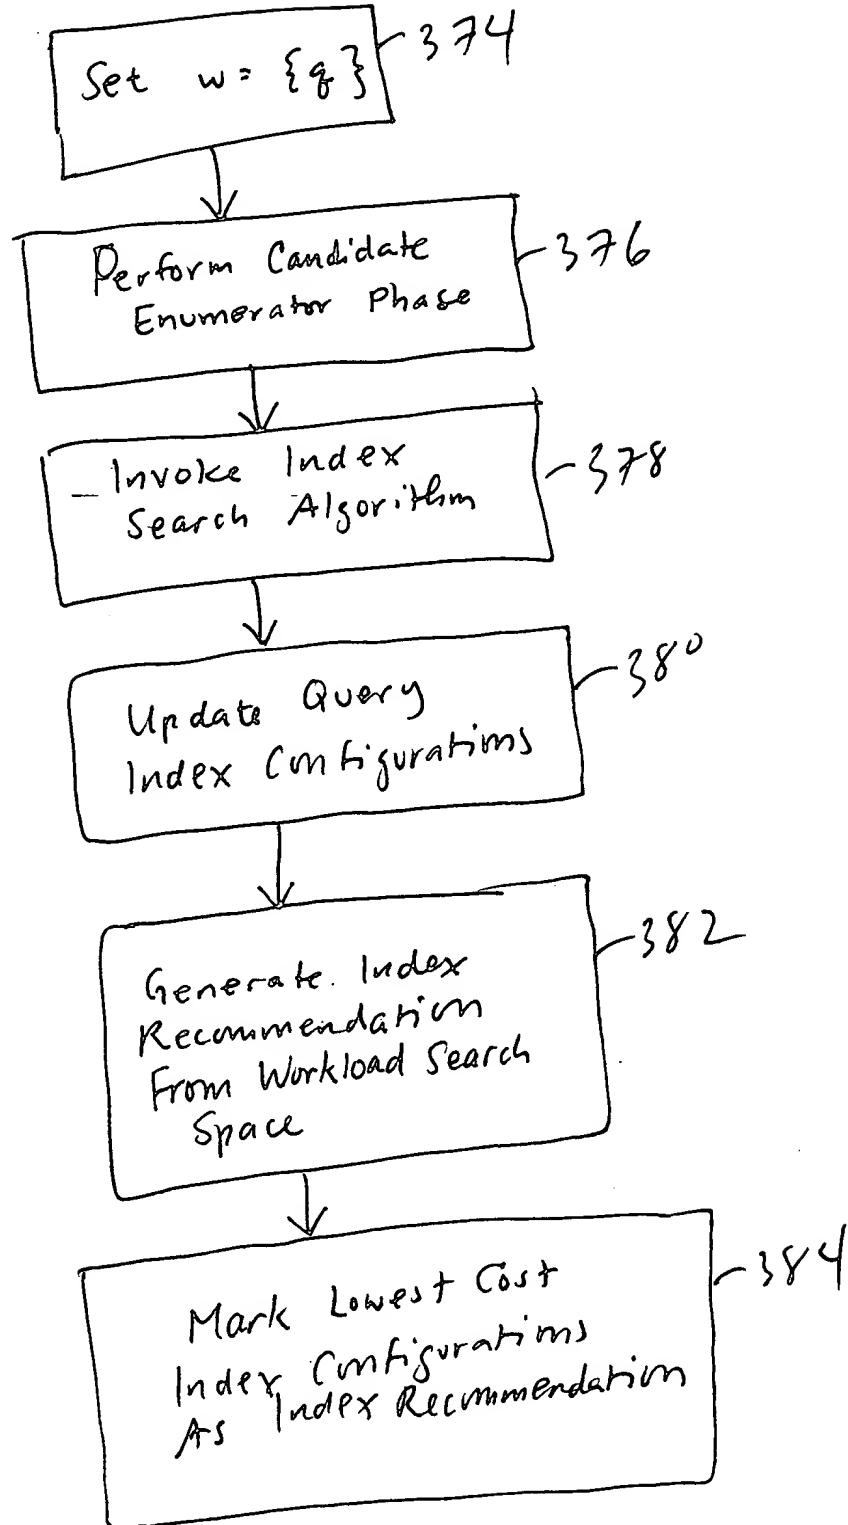 Set w = {q}
374
Perform Candidate
Enumerator Phase
376
Invoke Index
Search Algorithm
378
Update Query
Index Configurations
380
Generate Index
Recommendation
From Workload Search
Space
382
Mark Lowest Cost
Index Configurations
As Index Recommendation
384